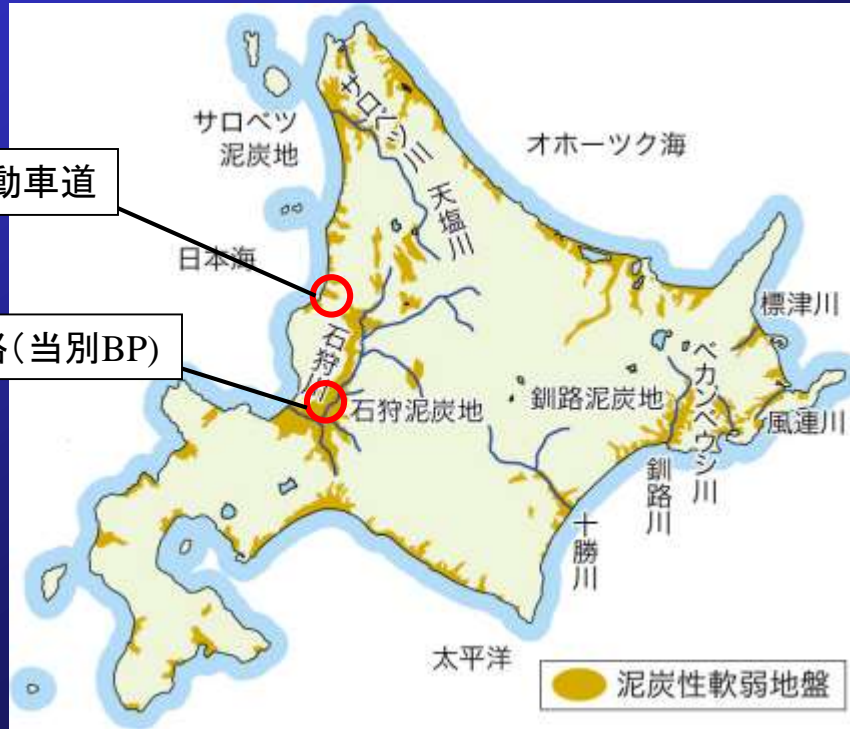 サロベツ
泥炭地
サロベツ川
オホーツク海
動車道
天塩川
日本海
標津川
路(当別BP)
石狩川
石狩泥炭地
釧路泥炭地
ベカンベウシ川
風連川
釧路川
十勝川
太平洋
泥炭性軟弱地盤